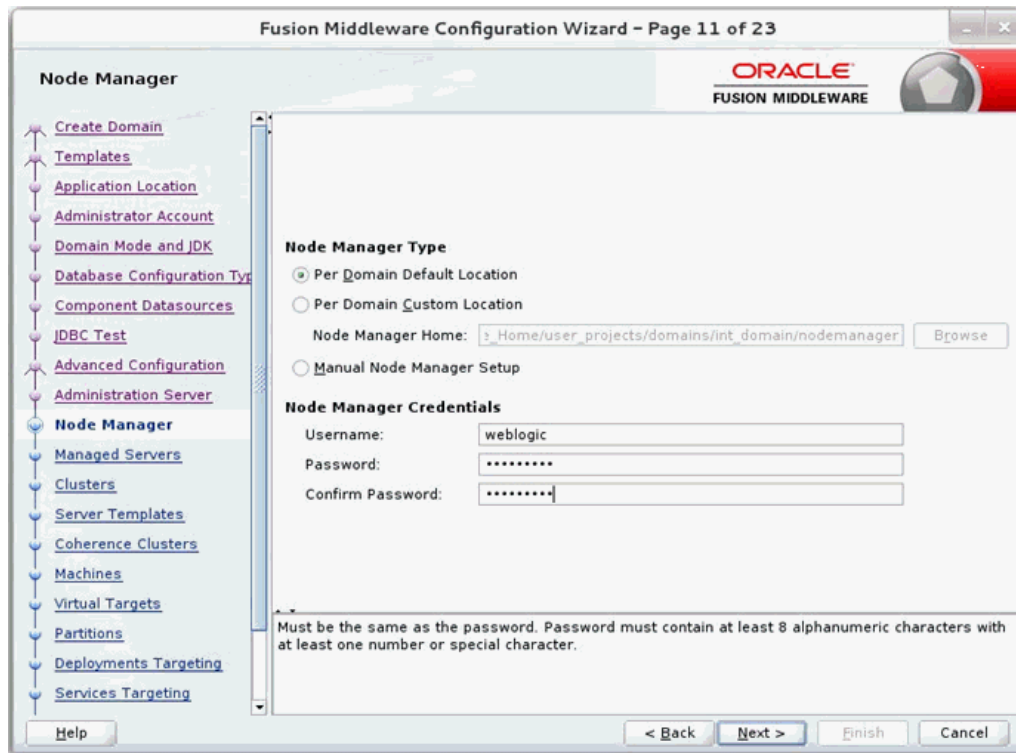 Fusion Middleware Configuration Wizard - Page 11 of 23
Node Manager
ORACLE
FUSION MIDDLEWARE
Create Domain
Templates
Application Location
Administrator Account
Domain Mode and JDK
Database Configuration Typ
Component Datasources
JDBC Test
Advanced Configuration
Administration Server
Node Manager
Managed Servers
Clusters
Server Templates
Coherence Clusters
Machines
Virtual Targets
Partitions
Deployments Targeting
Services Targeting
Node Manager Type
Per Domain Default Location
Per Domain Custom Location
Node Manager Home: _Home/user_projects/domains/int_domain/nodemanager Browse
Manual Node Manager Setup
Node Manager Credentials
Username: weblogic
Password: •••••••••
Confirm Password: •••••••••
Must be the same as the password. Password must contain at least 8 alphanumeric characters with
at least one number or special character.
Help < Back Next > Finish Cancel